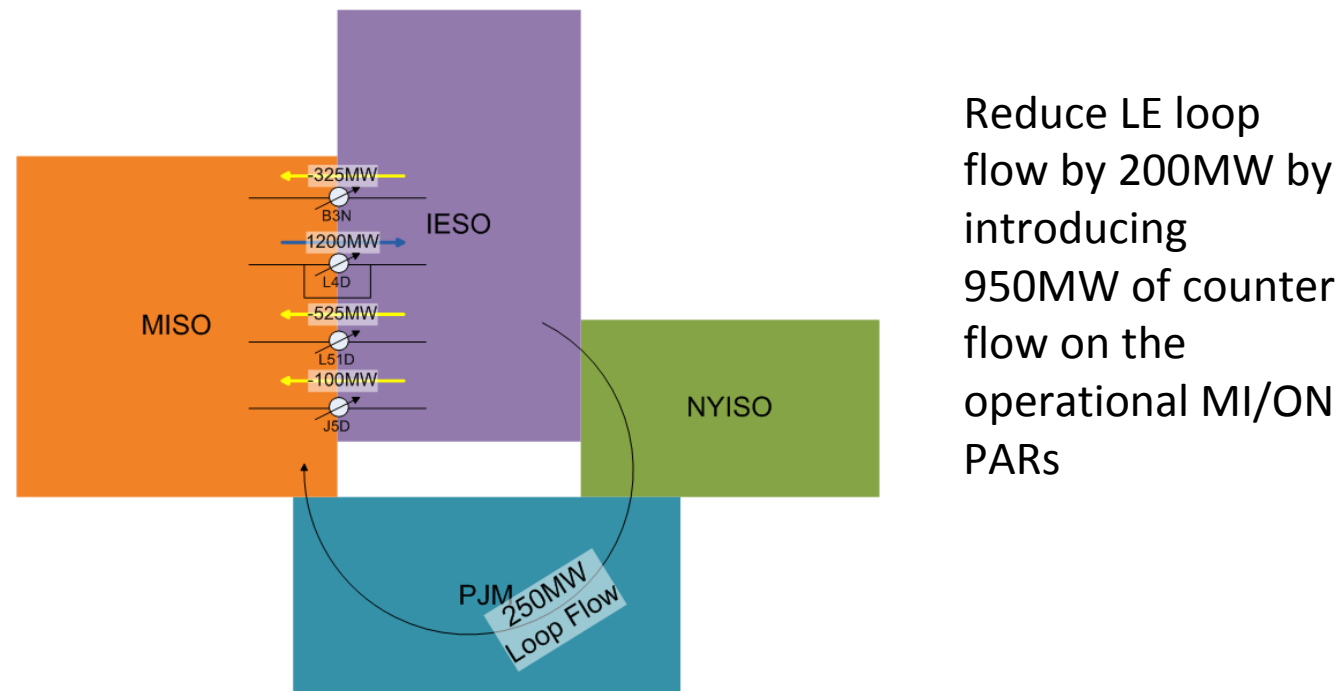 -325MW
B3N
IESO
1200MW
L4D
MISO
-525MW
L51D
-100MW
J5D
NYISO
PJM
250MW
Loop Flow
Reduce LE loop
flow by 200MW by
introducing
950MW of counter
flow on the
operational MI/ON
PARs